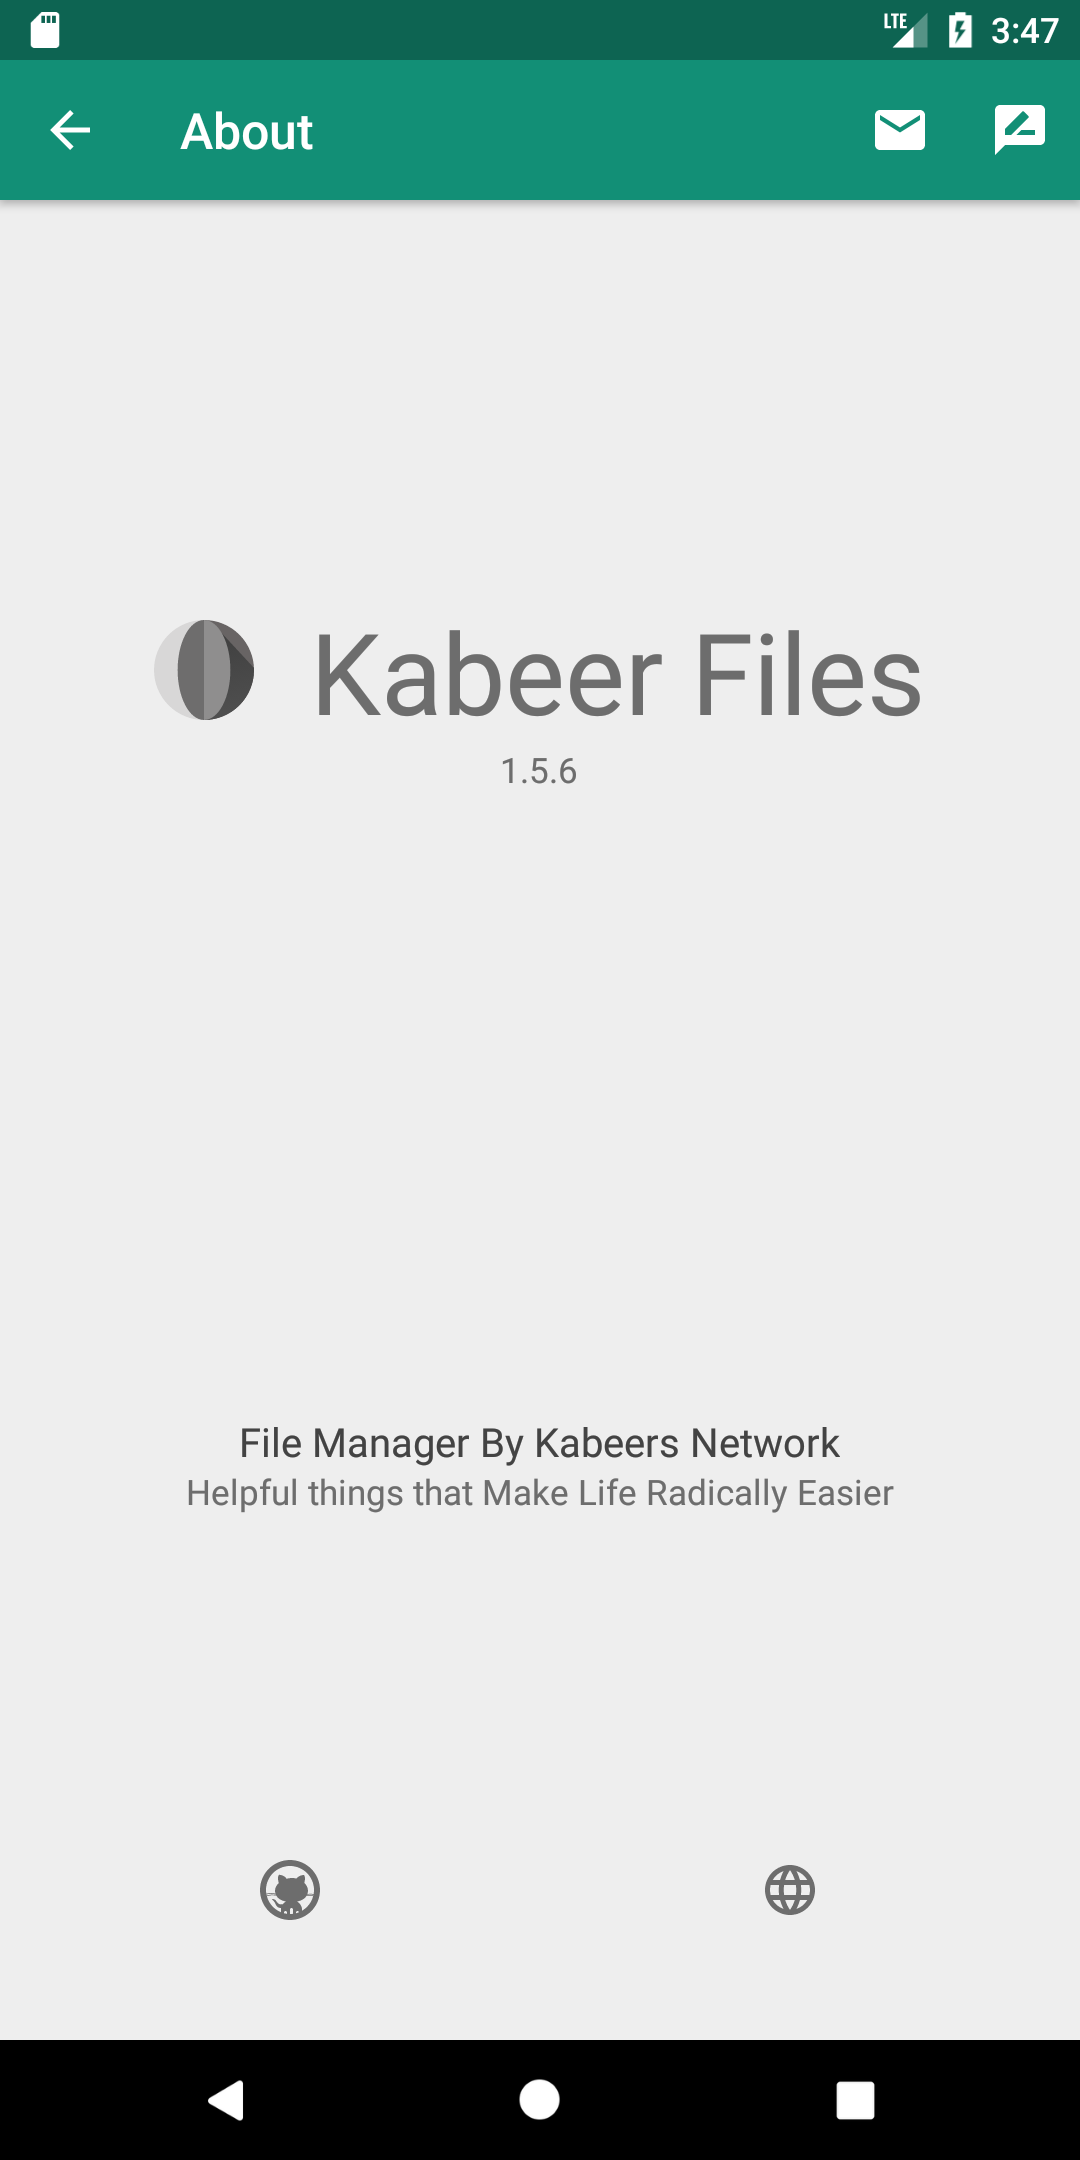 LTE 3:47
About
Kabeer Files
1.5.6
File Manager By Kabeers Network
Helpful things that Make Life Radically Easier